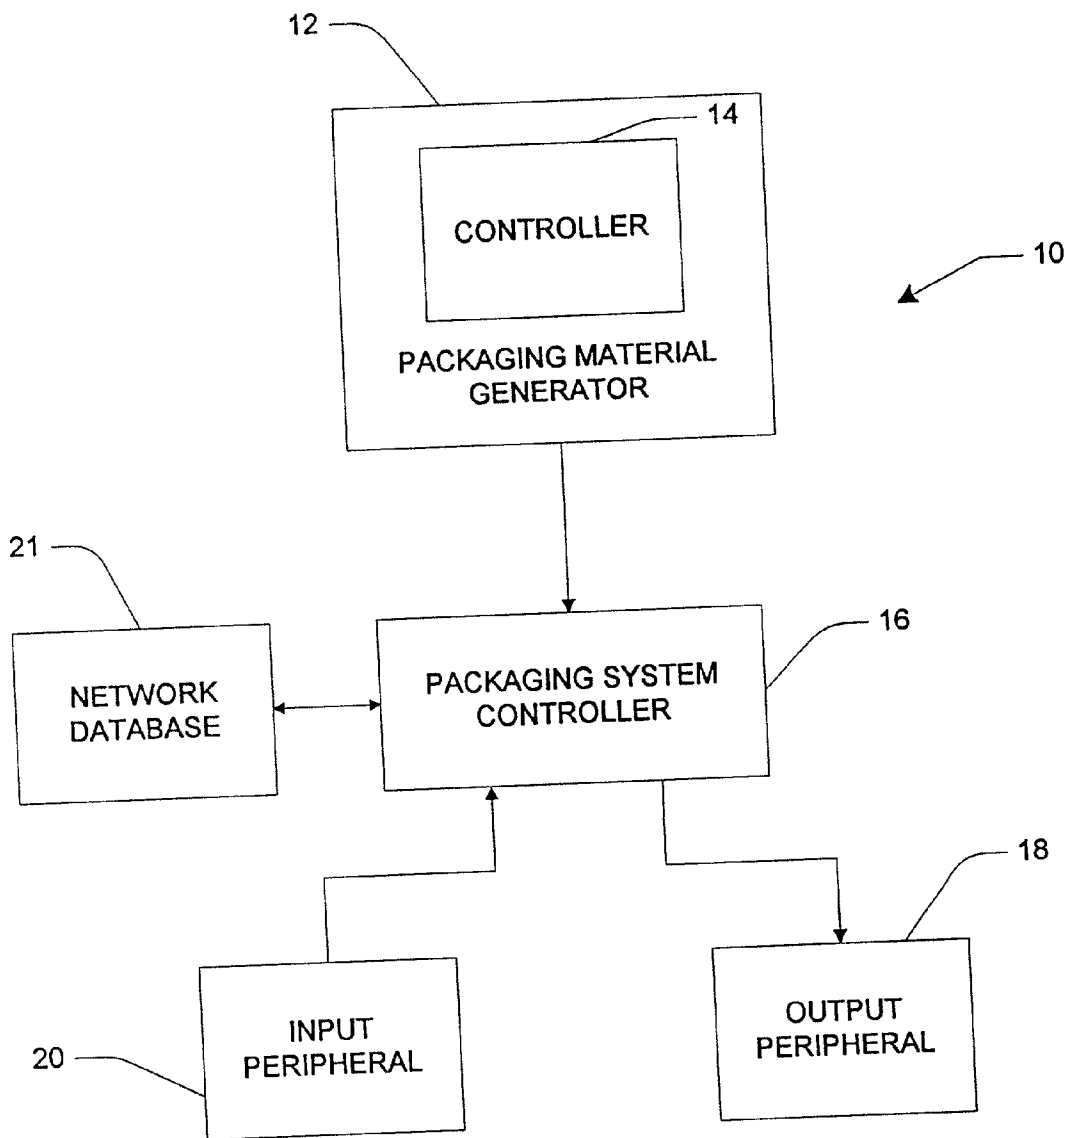 12
14
CONTROLLER
10
PACKAGING MATERIAL
GENERATOR
21
16
NETWORK
DATABASE
PACKAGING SYSTEM
CONTROLLER
18
20
INPUT
PERIPHERAL
OUTPUT
PERIPHERAL